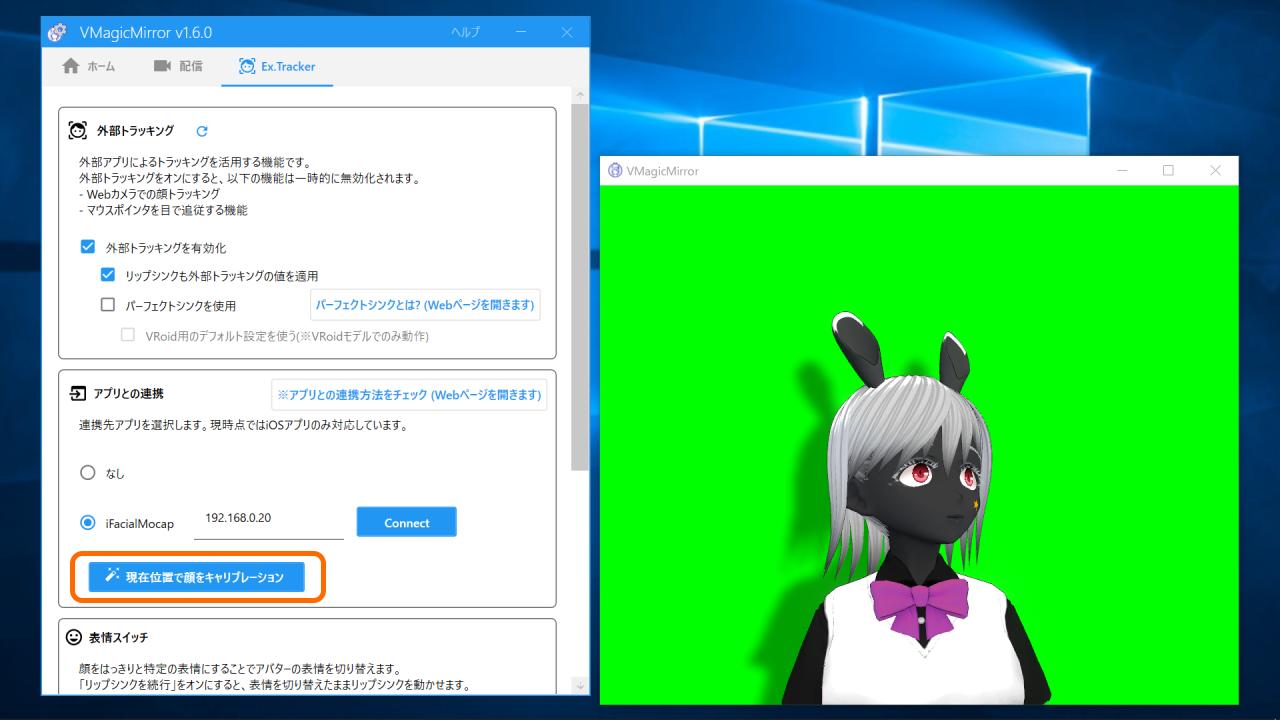 VMagicMirror v1.6.0
ヘルプ
ホーム
配信
Ex.Tracker
外部トラッキング
外部アプリによるトラッキングを活用する機能です。
外部トラッキングをオンにすると、以下の機能は一時的に無効化されます。
- Webカメラでの顔トラッキング
- マウスポインタを目で追従する機能
外部トラッキングを有効化
リップシンクも外部トラッキングの値を適用
パーフェクトシンクを使用
パーフェクトシンクとは? (Webページを開きます)
VRoid用のデフォルト設定を使う(※VRoidモデルでのみ動作)
アプリとの連携
※アプリとの連携方法をチェック (Webページを開きます)
連携先アプリを選択します。現時点ではiOSアプリのみ対応しています。
なし
iFacialMocap
192.168.0.20
Connect
現在位置で顔をキャリブレーション
表情スイッチ
顔をはっきりと特定の表情にすることでアバターの表情を切り替えます。
「リップシンクを続行」をオンにすると、表情を切り替えたままリップシンクを動かせます。
VMagicMirror